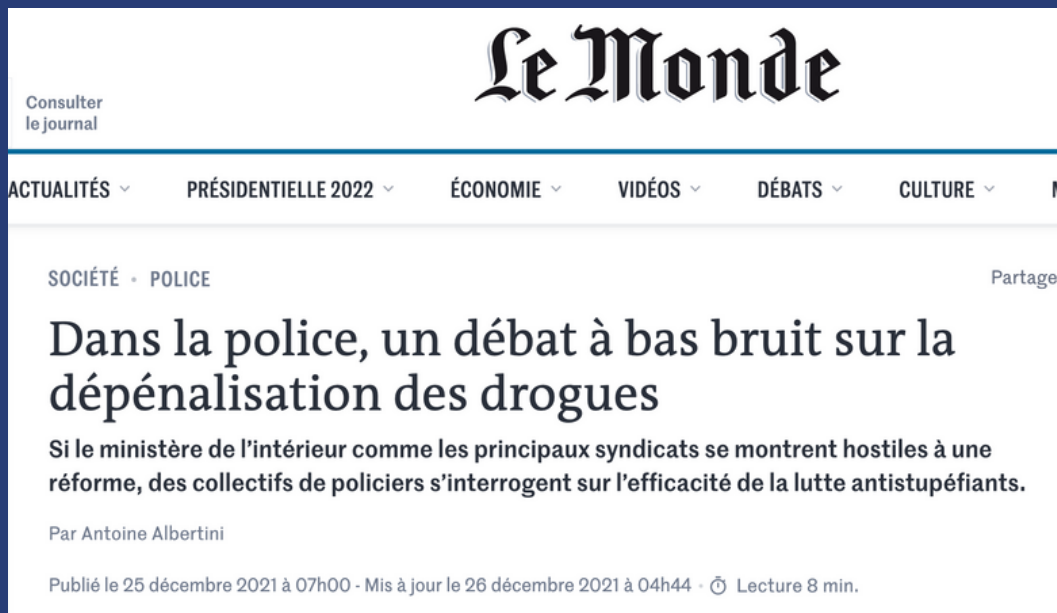 Le Monde
Consulter
le journal
ACTUALITÉS
PRÉSIDENTIELLE 2022
ÉCONOMIE
VIDÉOS
DÉBATS
CULTURE
SOCIÉTÉ • POLICE
Partage
Dans la police, un débat à bas bruit sur la
dépénalisation des drogues
Si le ministère de l’intérieur comme les principaux syndicats se montrent hostiles à une
réforme, des collectifs de policiers s’interrogent sur l’efficacité de la lutte antistupéfiants.
Par Antoine Albertini
Publié le 25 décembre 2021 à 07h00 - Mis à jour le 26 décembre 2021 à 04h44 • Lecture 8 min.